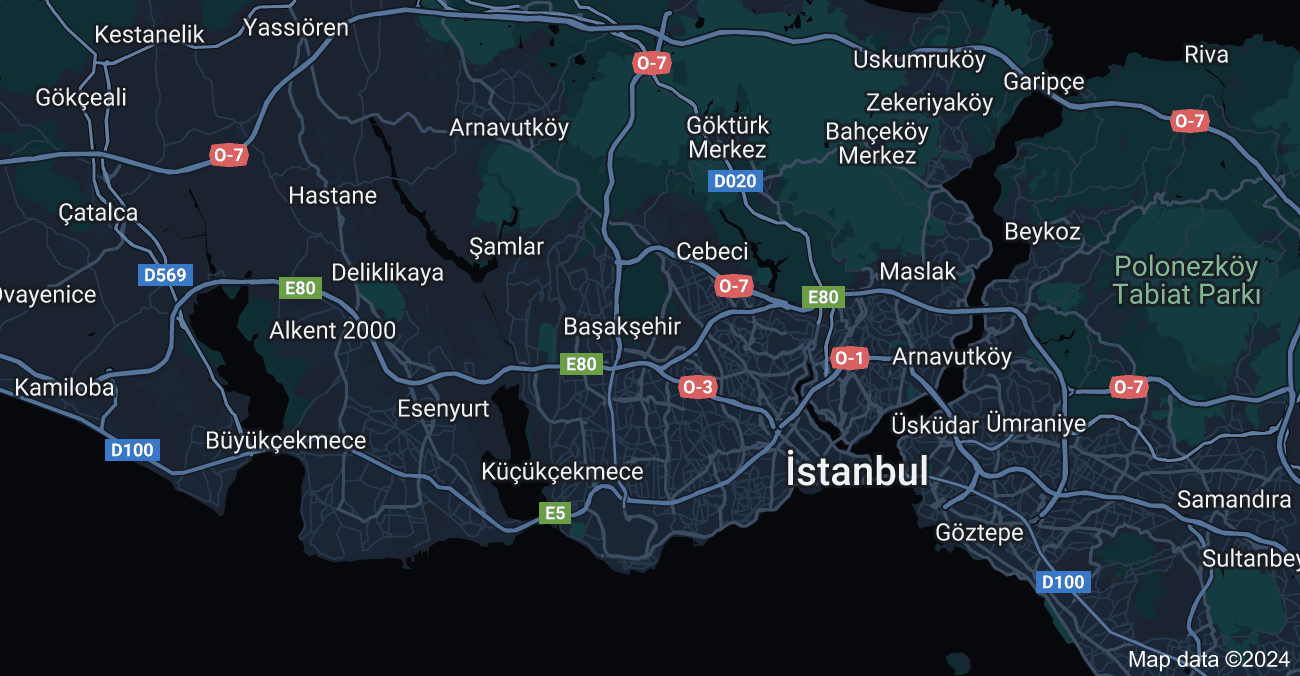 Kestanelik
Yassıören
O-7
Uskumruköy
Riva
Garipçe
Gökçeali
Zekeriyaköy
Arnavutköy
Göktürk
Merkez
Bahçeköy
Merkez
O-7
O-7
D020
Hastane
Çatalca
Beykoz
Şamlar
Cebeci
Deliklikaya
D569
Maslak
Polonezköy
Tabiat Parkı
E80
O-7
E80
Alkent 2000
Başakşehir
E80
O-1
Arnavutköy
Kamiloba
O-3
O-7
Esenyurt
Üsküdar
Ümraniye
D100
Büyükçekmece
Küçükçekmece
İstanbul
Samandıra
E5
Göztepe
D100
Map data ©2024